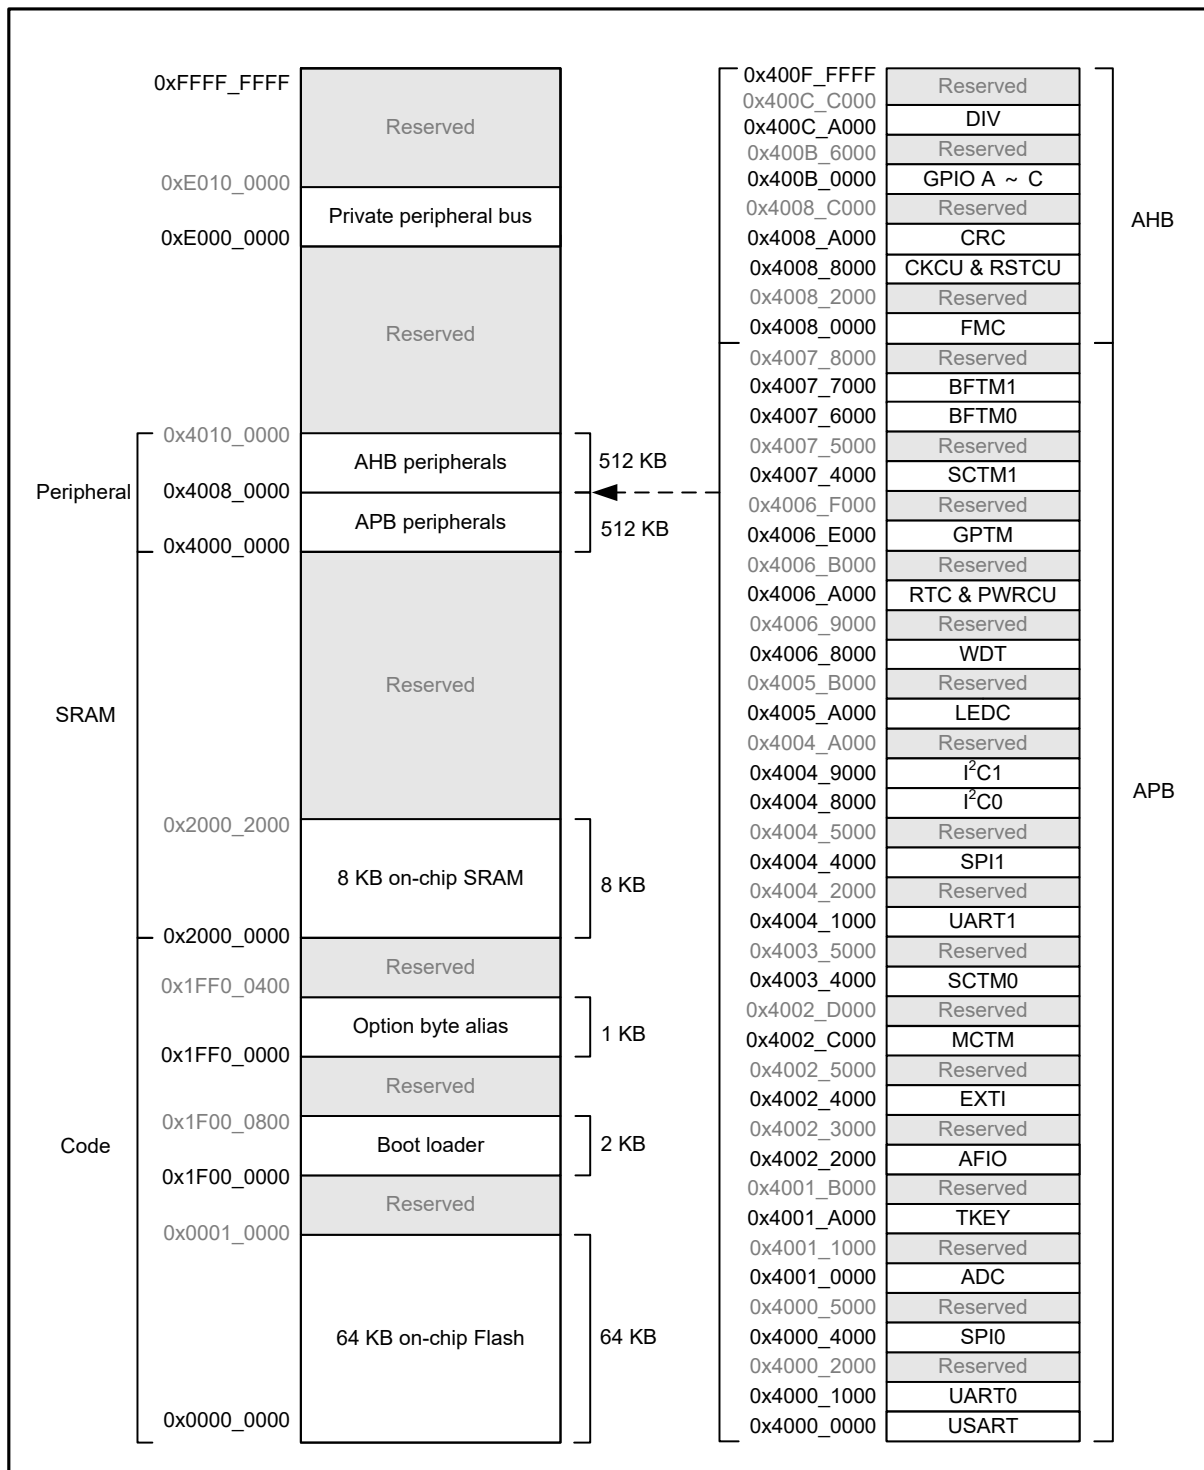 0xFFFF_FFFF
Reserved
0xE010_0000
Private peripheral bus
0xE000_0000
Reserved
0x4010_0000
AHB peripherals
512 KB
Peripheral
0x4008_0000
APB peripherals
512 KB
0x4000_0000
Reserved
SRAM
0x2000_2000
8 KB on-chip SRAM
8 KB
0x2000_0000
Reserved
0x1FF0_0400
Option byte alias
1 KB
0x1FF0_0000
Reserved
0x1F00_0800
Code
Boot loader
2 KB
0x1F00_0000
Reserved
0x0001_0000
64 KB on-chip Flash
64 KB
0x0000_0000
0x400F_FFFF
Reserved
0x400C_C000
0x400C_A000 DIV
0x400B_6000 Reserved
0x400B_0000 GPIO A ~ C
0x4008_C000 Reserved
AHB
0x4008_A000 CRC
0x4008_8000 CKCU & RSTCU
0x4008_2000 Reserved
0x4008_0000 FMC
0x4007_8000 Reserved
0x4007_7000 BFTM1
0x4007_6000 BFTM0
0x4007_5000 Reserved
0x4007_4000 SCTM1
0x4006_F000 Reserved
0x4006_E000 GPTM
0x4006_B000 Reserved
0x4006_A000 RTC & PWRCU
0x4006_9000 Reserved
0x4006_8000 WDT
0x4005_B000 Reserved
0x4005_A000 LEDC
0x4004_A000 Reserved
0x4004_9000 I²C1
APB
0x4004_8000 I²C0
0x4004_5000 Reserved
0x4004_4000 SPI1
0x4004_2000 Reserved
0x4004_1000 UART1
0x4003_5000 Reserved
0x4003_4000 SCTM0
0x4002_D000 Reserved
0x4002_C000 MCTM
0x4002_5000 Reserved
0x4002_4000 EXTI
0x4002_3000 Reserved
0x4002_2000 AFIO
0x4001_B000 Reserved
0x4001_A000 TKEY
0x4001_1000 Reserved
0x4001_0000 ADC
0x4000_5000 Reserved
0x4000_4000 SPI0
0x4000_2000 Reserved
0x4000_1000 UART0
0x4000_0000 USART